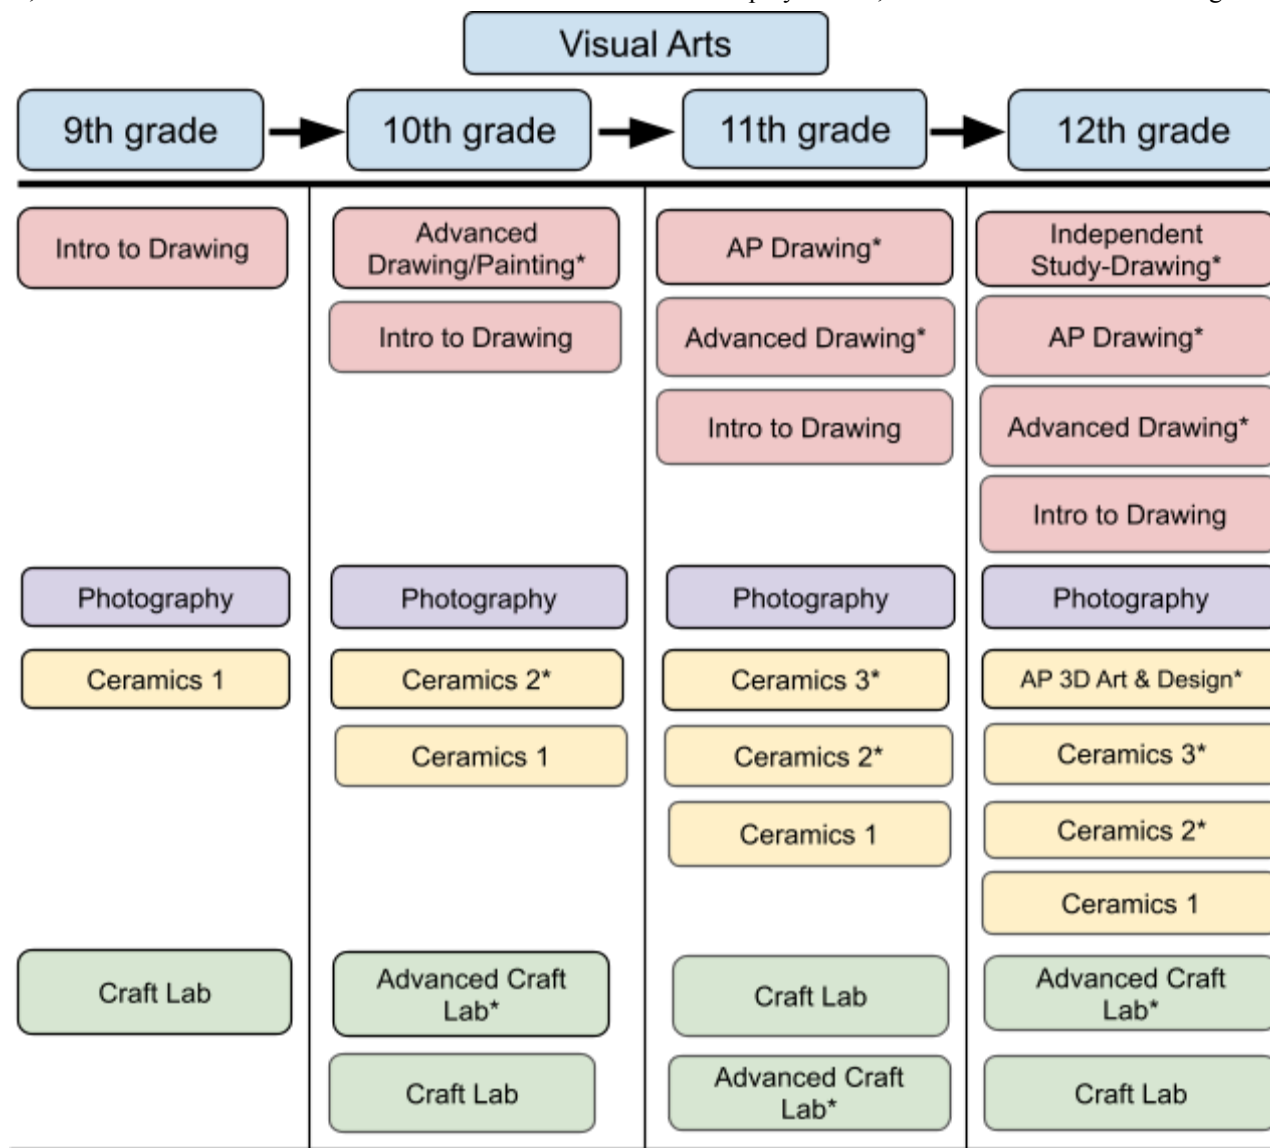 Visual Arts
9th grade
10th grade
11th grade
12th grade
Intro to Drawing
Advanced
Drawing/Painting*
AP Drawing*
Independent
Study-Drawing*
Intro to Drawing
Advanced Drawing*
AP Drawing*
Intro to Drawing
Advanced Drawing*
Intro to Drawing
Photography
Photography
Photography
Photography
Ceramics 1
Ceramics 2*
Ceramics 3*
AP 3D Art & Design*
Ceramics 1
Ceramics 2*
Ceramics 3*
Ceramics 1
Ceramics 2*
Ceramics 1
Craft Lab
Advanced Craft
Lab*
Craft Lab
Advanced Craft
Lab*
Craft Lab
Advanced Craft
Lab*
Craft Lab